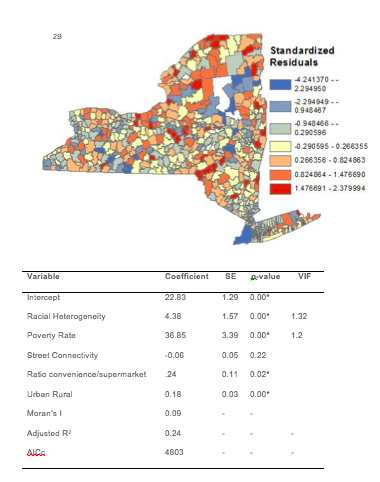 2B
Standardized
Residuals
-4.241370 - -
2.294950
-2.294949 - -
0.948467
-0.948466 - -
0.290596
-0.290595 - 0.266355
0.266356 - 0.824863
0.824864 - 1.476690
1.476691 - 2.379994
Variable Coefficient SE p-value VIF
Intercept 22.83 1.29 0.00*
Racial Heterogeneity 4.38 1.57 0.00* 1.32
Poverty Rate 36.85 3.39 0.00* 1.2
Street Connectivity -0.06 0.05 0.22
Ratio convenience/supermarket .24 0.11 0.02*
Urban Rural 0.18 0.03 0.00*
Moran's I 0.09 - -
Adjusted R² 0.24 - - -
AICc 4803 - - -